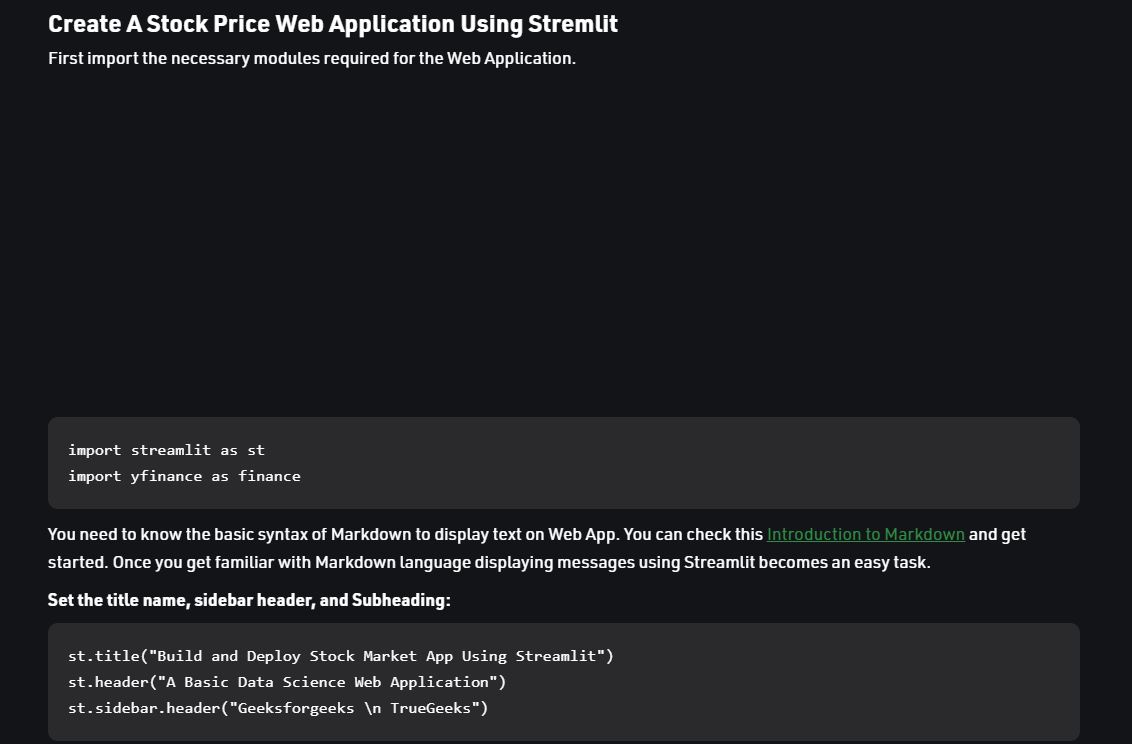 Create A Stock Price Web Application Using Stremlit
First import the necessary modules required for the Web Application.
import streamlit as st
import yfinance as finance
You need to know the basic syntax of Markdown to display text on Web App. You can check this Introduction to Markdown and get
started. Once you get familiar with Markdown language displaying messages using Streamlit becomes an easy task.
Set the title name, sidebar header, and Subheading:
st.title("Build and Deploy Stock Market App Using Streamlit")
st.header("A Basic Data Science Web Application")
st.sidebar.header("Geeksforgeeks \n TrueGeeks")